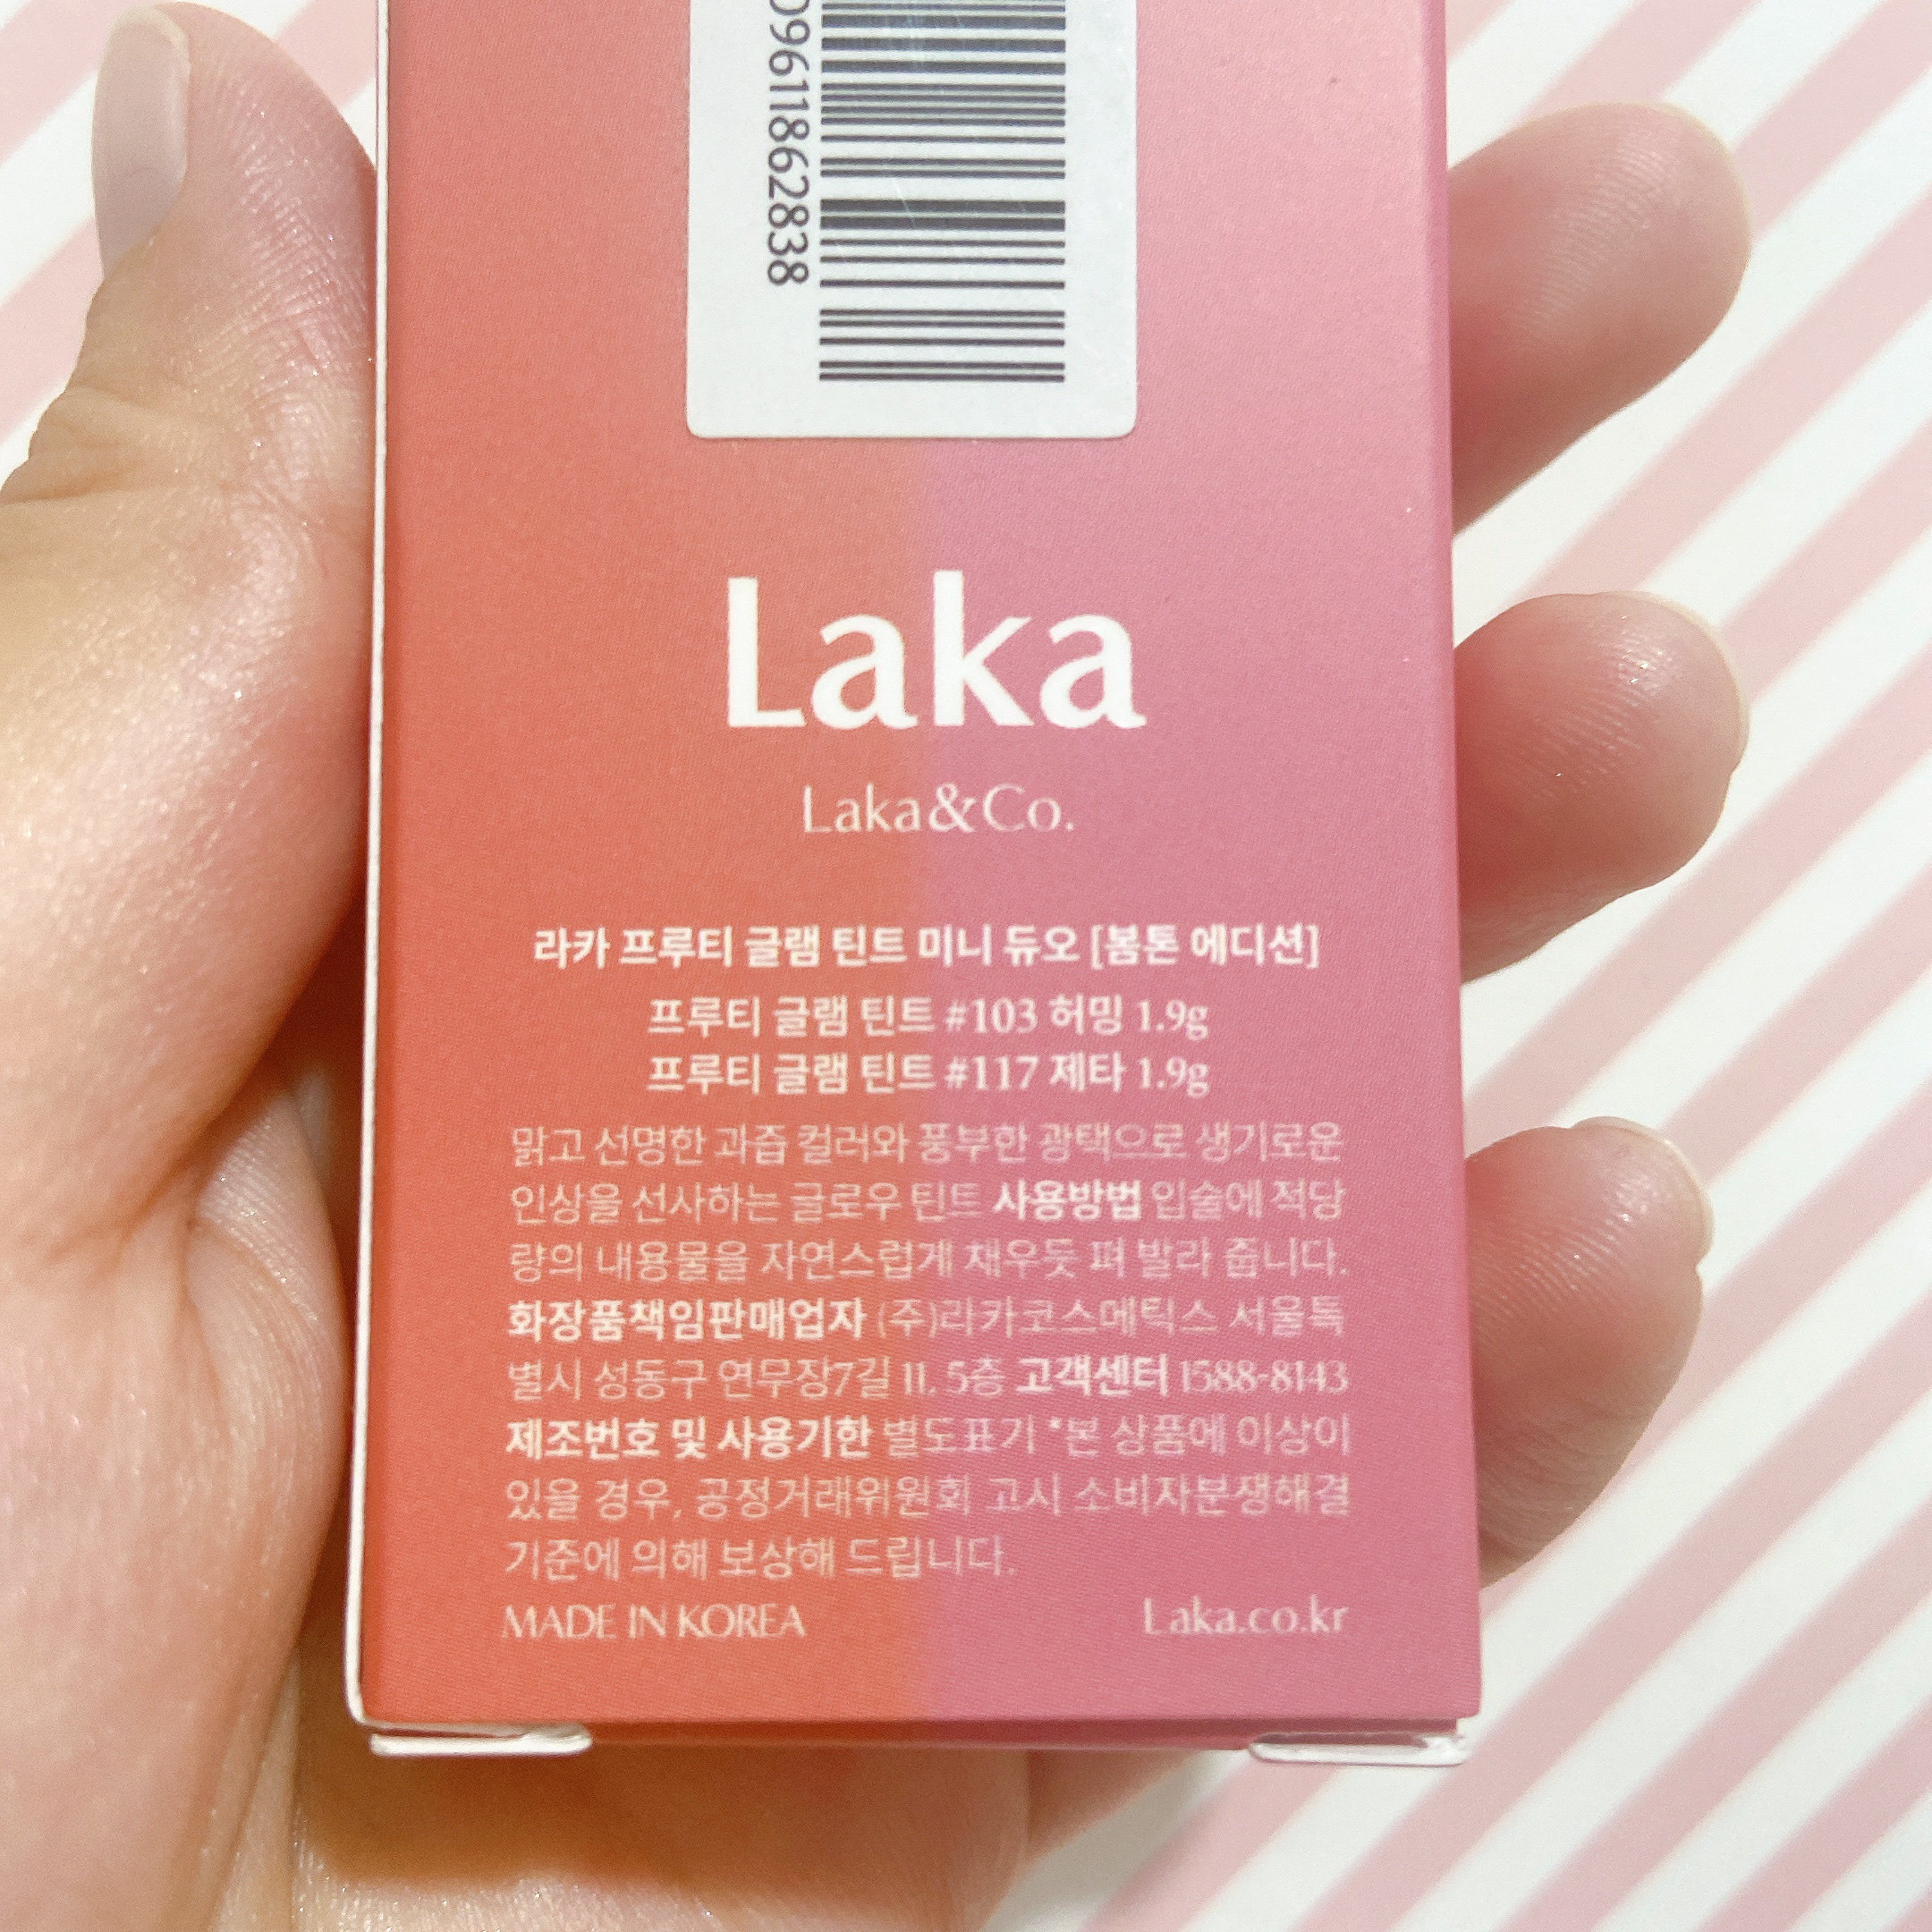 096118862838
Laka
Laka&Co.
라카 프루티 글램 틴트 미니 듀오 [봄톤 에디션]
프루티 글램 틴트 #103 허밍 1.9g
프루티 글램 틴트 #117 제타 1.9g
맑고 선명한 과즙 컬러와 풍부한 광택으로 생기로운
인상을 선사하는 글로우 틴트 사용방법 입술에 적당
량의 내용물을 자연스럽게 채우듯 펴 발라 줍니다.
화장품책임판매업자 (주)라카코스메틱스 서울특
별시 성동구 연무장7길 11, 5층 고객센터 1588-8143
제조번호 및 사용기한 별도표기 *본 상품에 이상이
있을 경우, 공정거래위원회 고시 소비자분쟁해결
기준에 의해 보상해 드립니다.
MADE IN KOREA
Laka.co.kr